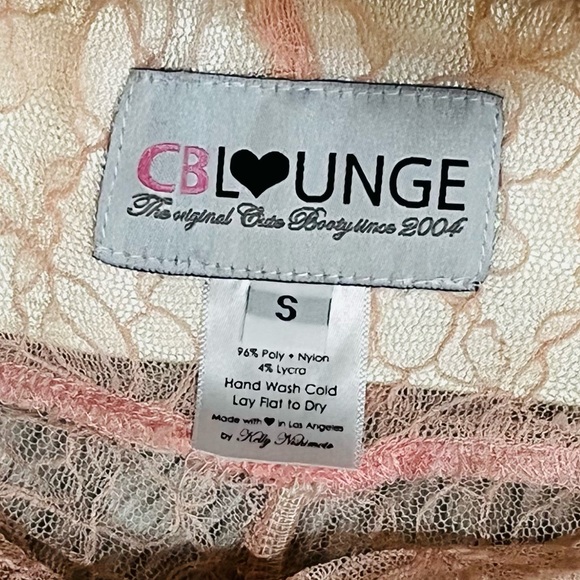 CBL♥UNGE
The original Cute Booty since 2004
S
96% Poly + Nylon
4% Lycra
Hand Wash Cold
Lay Flat to Dry
Made with ♥ in Los Angeles
by Kelly Nishimoto